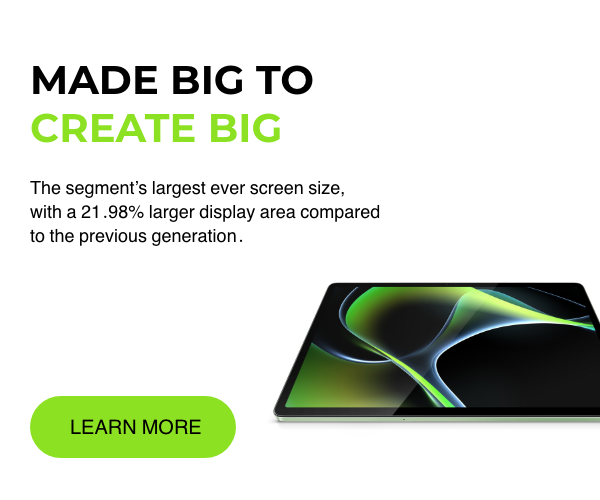 MADE BIG TO
CREATE BIG
The segment’s largest ever screen size,
with a 21.98% larger display area compared
to the previous generation.
LEARN MORE